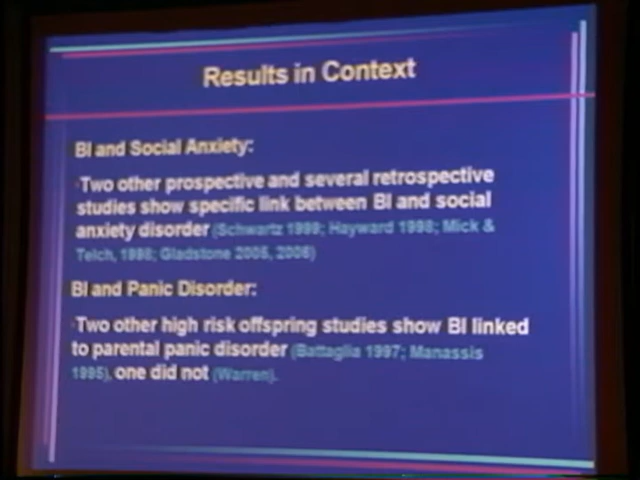 Results in Context
BI and Social Anxiety:
·Two other prospective and several retrospective
studies show specific link between BI and social
anxiety disorder (Schwartz 1999; Hayward 1998; Mick &
Telch, 1998; Gladstone 2005, 2006)
BI and Panic Disorder:
·Two other high risk offspring studies show BI linked
to parental panic disorder (Battaglia 1997; Manassis
1995), one did not (Warren).